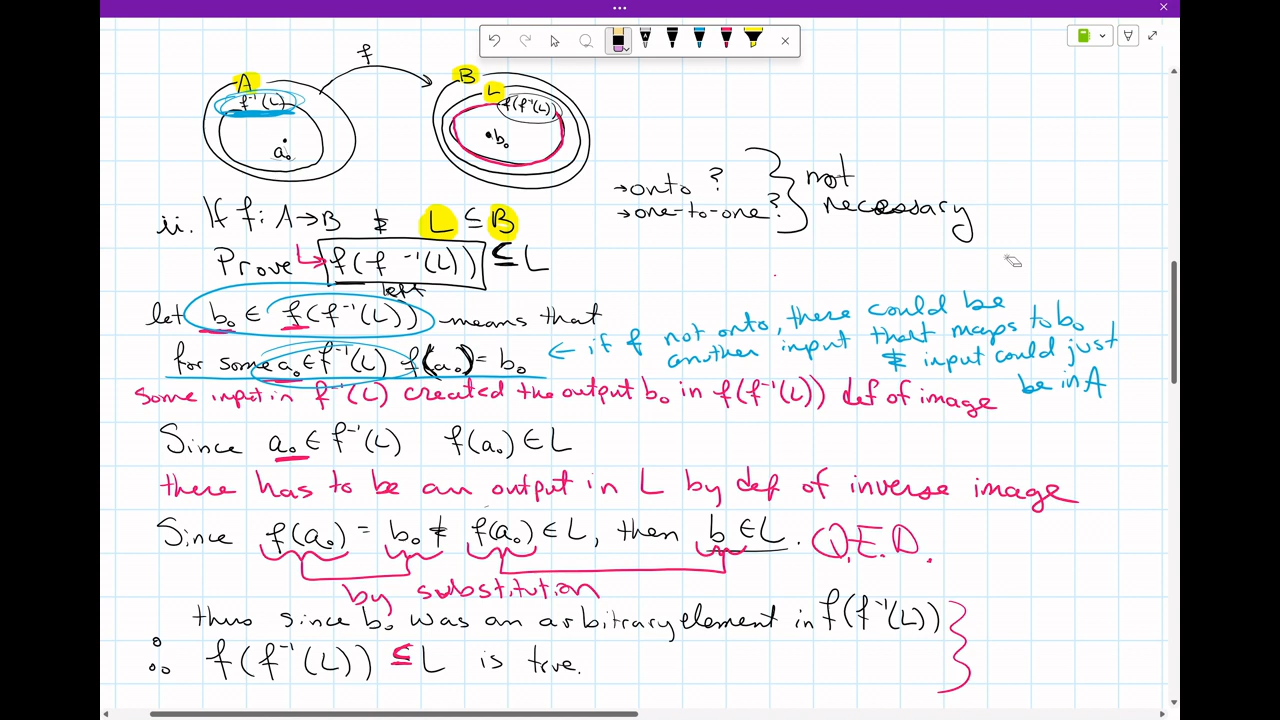 f
A
f⁻¹(L)
a₀
B
L
f(f⁻¹(L))
b₀
→onto ?
→one-to-one ?
not
necessary
ii. If f: A→B & L ⊆ B
Prove f(f⁻¹(L)) ⊆ L
left
let b₀ ∈ f(f⁻¹(L)) means that
for some a₀ ∈ f⁻¹(L) f(a₀) = b₀
← if f not onto, there could be
another input that maps to b₀
& input could just
be in A
some input in f⁻¹(L) created the output b₀ in f(f⁻¹(L)) def of image
Since a₀ ∈ f⁻¹(L) f(a₀) ∈ L
there has to be an output in L by def of inverse image
Since f(a₀) = b₀ & f(a₀) ∈ L, then b ∈ L. Q.E.D.
by substitution
thus since b₀ was an arbitrary element in f(f⁻¹(L))
∴ f(f⁻¹(L)) ⊆ L is true.